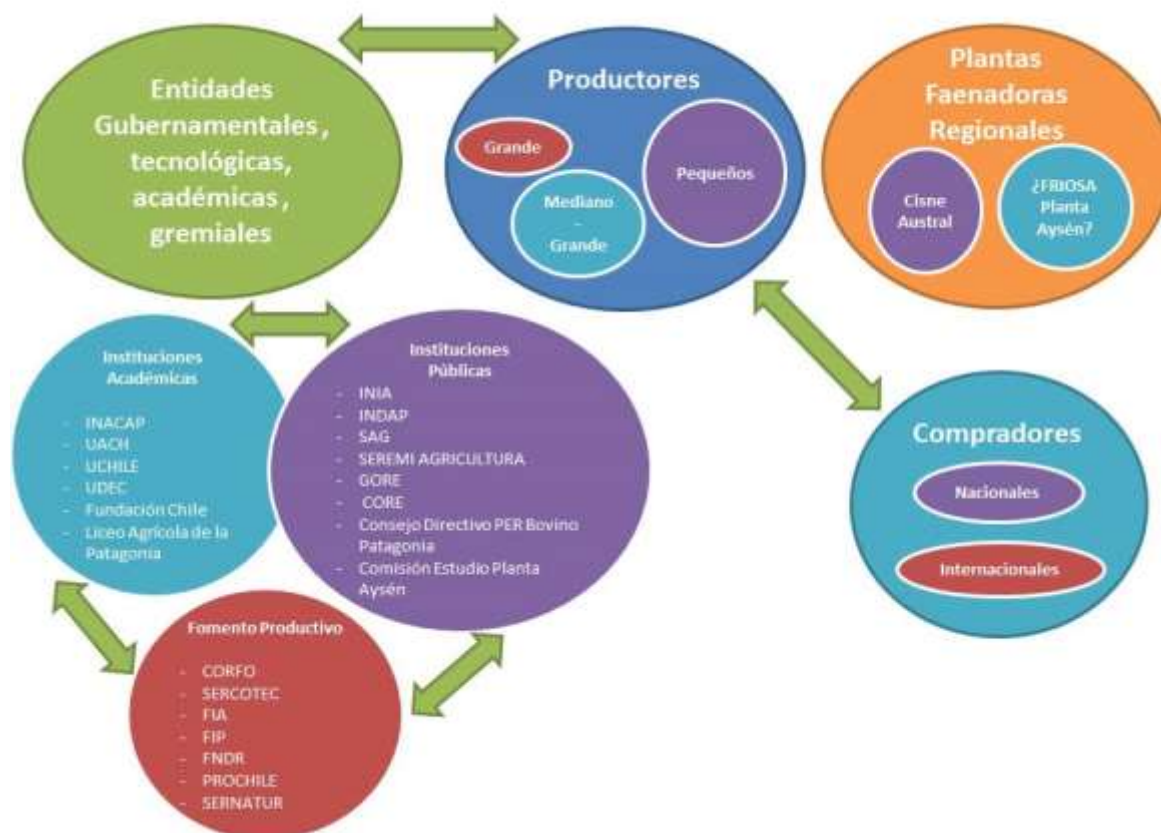 Entidades
Gubernamentales,
tecnológicas,
académicas,
gremiales
Productores
Grande
Mediano
-
Grande
Pequeños
Plantas
Faenadoras
Regionales
Cisne
Austral
¿FRIOSA
Planta
Aysén?
Instituciones
Académicas
- INACAP
- UACH
- UCHILE
- UDEC
- Fundación Chile
- Liceo Agrícola de la
Patagonia
Instituciones
Públicas
- INIA
- INDAP
- SAG
- SEREMI AGRICULTURA
- GORE
- CORE
- Consejo Directivo PER Bovino
Patagonia
- Comisión Estudio Planta
Aysén
Compradores
Nacionales
Internacionales
Fomento Productivo
- CORFO
- SERCOTEC
- FIA
- FIP
- FNDR
- PROCHILE
- SERNATUR